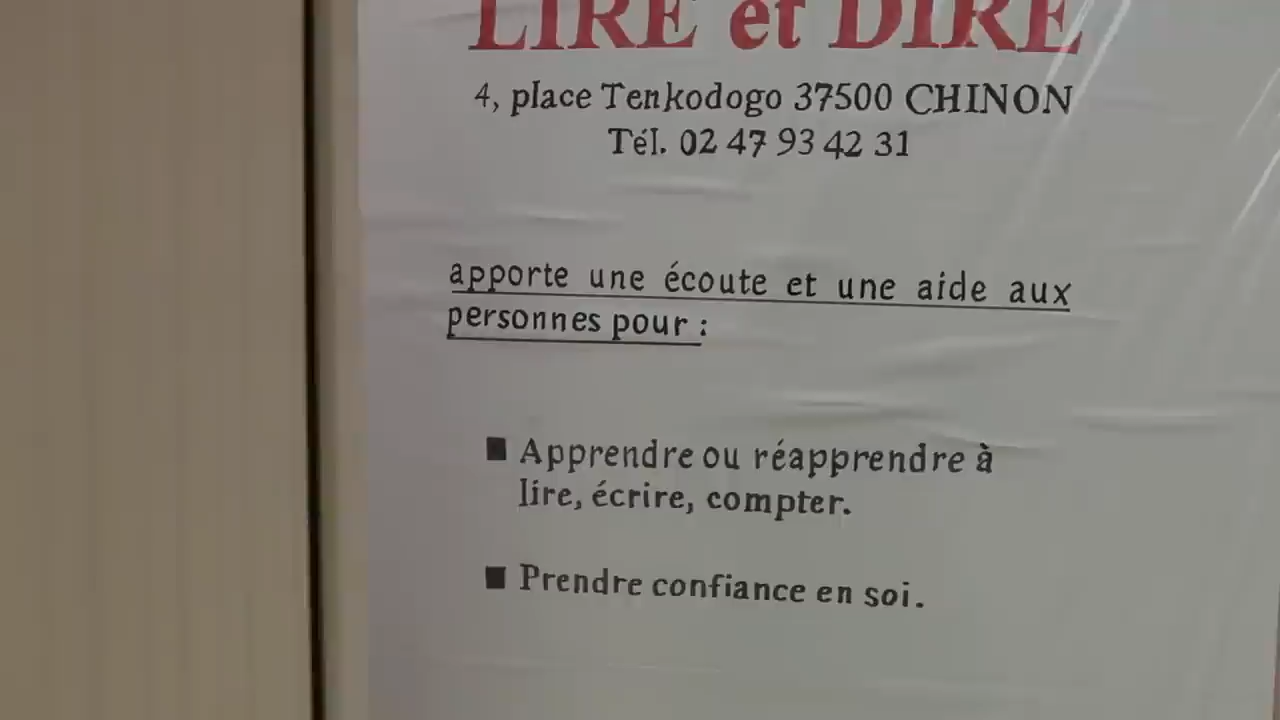 LIRE et DIRE
4, place Tenkodogo 37500 CHINON
Tél. 02 47 93 42 31
apporte une écoute et une aide aux
personnes pour :
■ Apprendre ou réapprendre à
lire, écrire, compter.
■ Prendre confiance en soi.